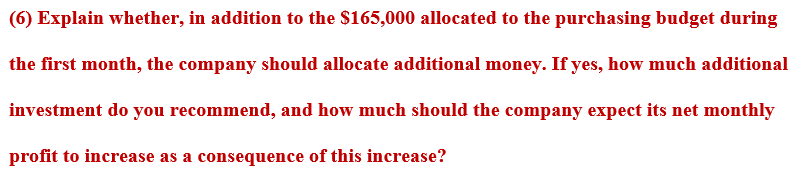 (6) Explain whether, in addition to the $165,000 allocated to the purchasing budget during
the first month, the company should allocate additional money. If yes, how much additional
investment do you recommend, and how much should the company expect its net monthly
profit to increase as a consequence of this increase?